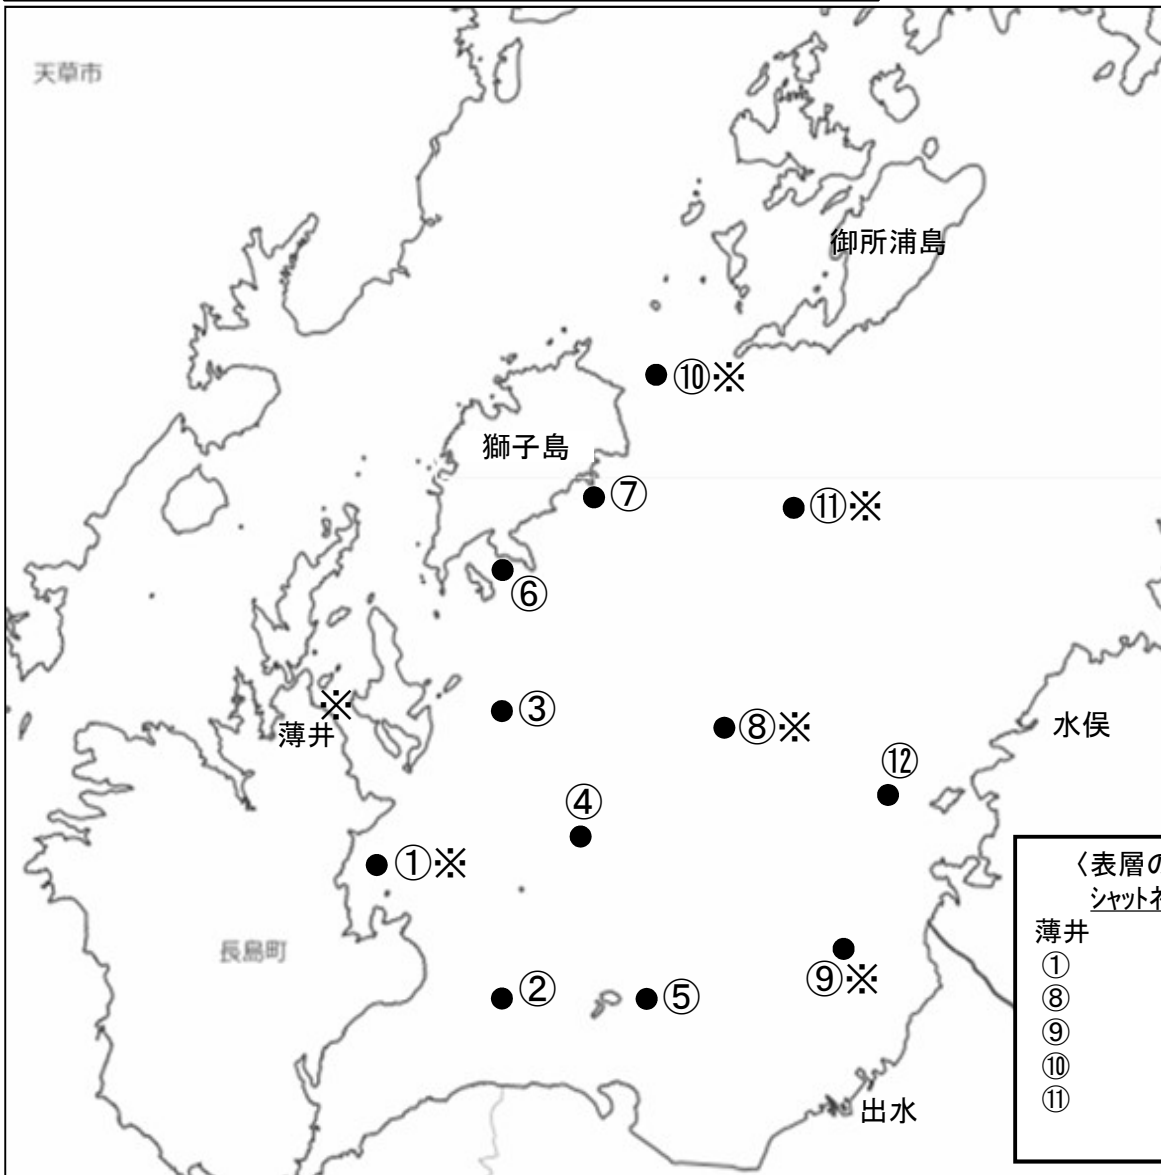 天草市
御所浦島
⑩※
獅子島
⑦
⑪※
⑥
※
薄井
③
⑧※
水俣
⑫
④
①※
〈表層の
シャットネ
薄井
①
⑧
⑨
⑩
⑪
長島町
⑨※
②
⑤
出水